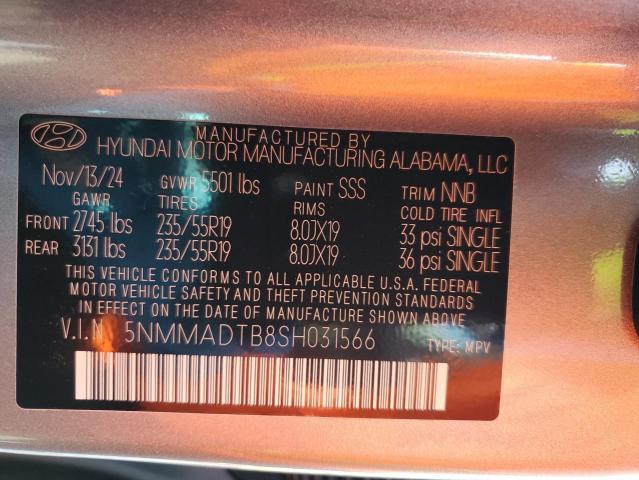 MANUFACTURED BY
HYUNDAI MOTOR MANUFACTURING ALABAMA, LLC
Nov/13/24 GVWR 5501 lbs PAINT SSS TRIM NNB
GAWR TIRES RIMS COLD TIRE INFL
FRONT 2745 lbs 235/55R19 8.0JX19 33 psi SINGLE
REAR 3131 lbs 235/55R19 8.0JX19 36 psi SINGLE
THIS VEHICLE CONFORMS TO ALL APPLICABLE U.S.A. FEDERAL
MOTOR VEHICLE SAFETY AND THEFT PREVENTION STANDARDS
IN EFFECT ON THE DATE OF MANUFACTURE SHOWN ABOVE
V.I.N. 5NMMADTB8SH031566 TYPE: MPV